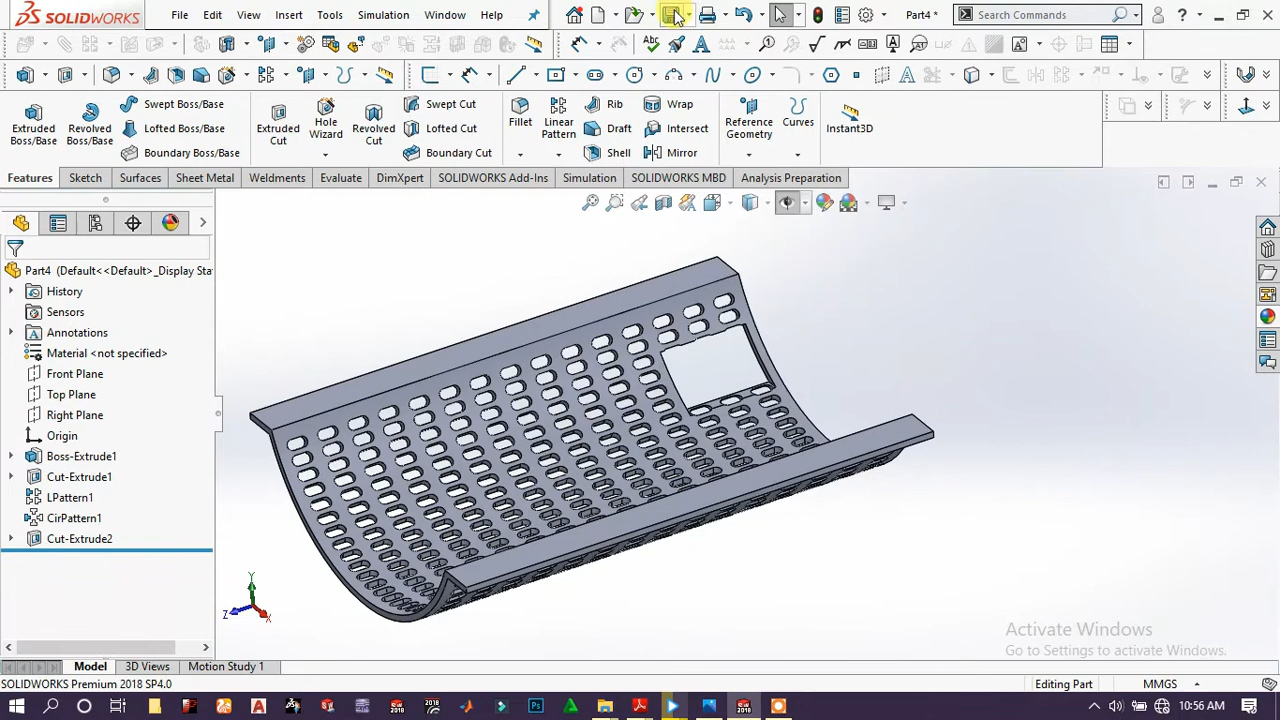 SOLIDWORKS File Edit View Insert Tools Simulation Window Help Part4 * Search Commands
Extruded Boss/Base Revolved Boss/Base Swept Boss/Base Lofted Boss/Base Boundary Boss/Base Extruded Cut Hole Wizard Revolved Cut Swept Cut Lofted Cut Boundary Cut Fillet Linear Pattern Rib Draft Shell Wrap Intersect Mirror Reference Geometry Curves Instant3D
Features Sketch Surfaces Sheet Metal Weldments Evaluate DimXpert SOLIDWORKS Add-Ins Simulation SOLIDWORKS MBD Analysis Preparation
Part4 (Default<<Default>_Display Sta
History
Sensors
Annotations
Material <not specified>
Front Plane
Top Plane
Right Plane
Origin
Boss-Extrude1
Cut-Extrude1
LPattern1
CirPattern1
Cut-Extrude2
Y
Z
X
Activate Windows
Go to Settings to activate Windows.
Model 3D Views Motion Study 1
SOLIDWORKS Premium 2018 SP4.0 Editing Part MMGS
10:56 AM